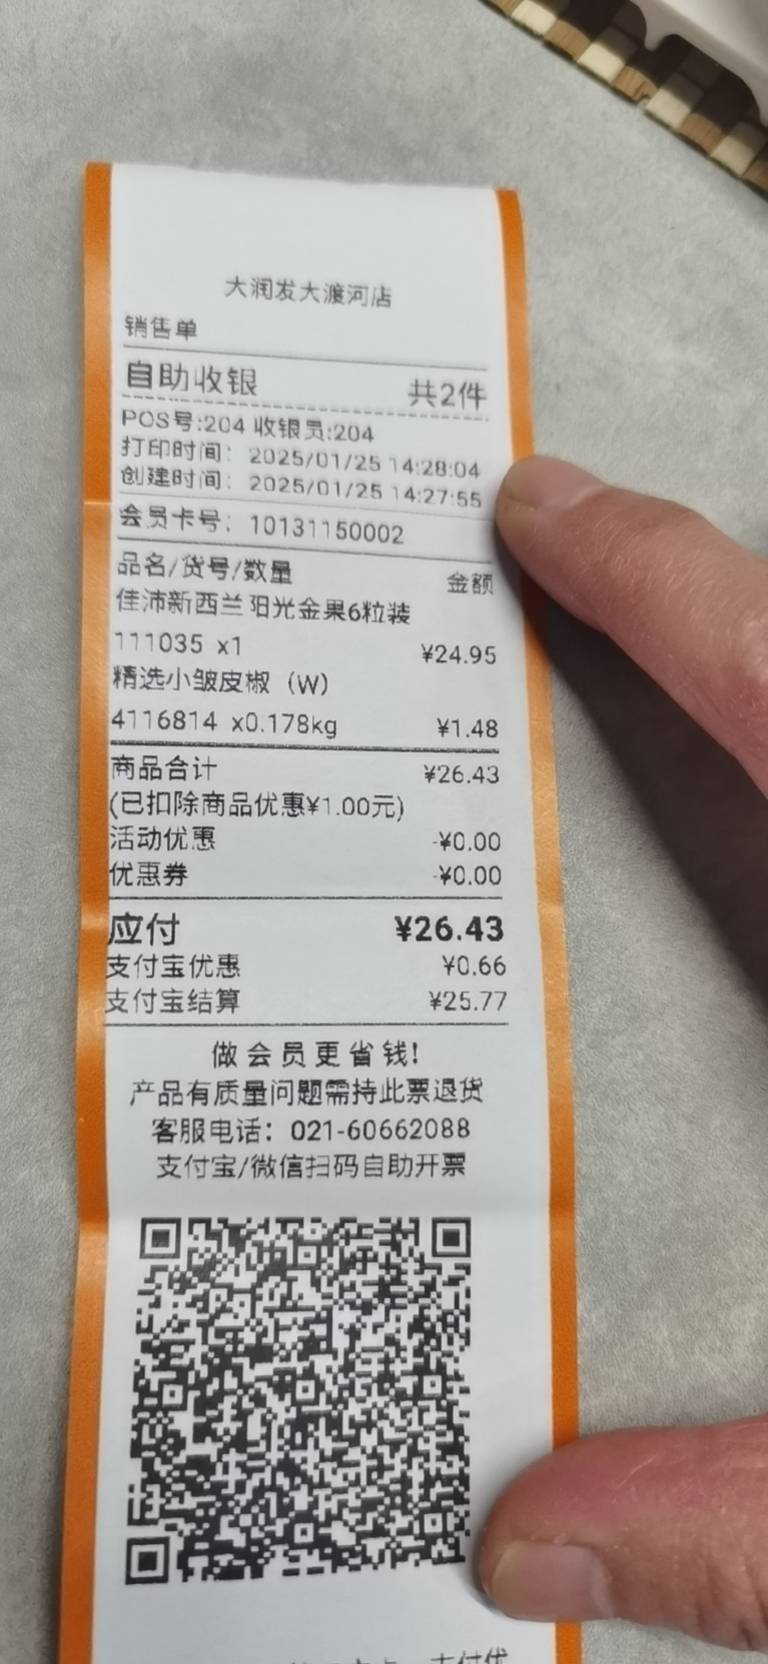 大润发大渡河店
销售单
自助收银 共2件
POS号:204 收银员:204
打印时间: 2025/01/25 14:28:04
创建时间: 2025/01/25 14:27:55
会员卡号: 10131150002
品名/货号/数量 金额
佳沛新西兰阳光金果6粒装
111035 x1 ¥24.95
精选小皱皮椒（W）
4116814 x0.178kg ¥1.48
商品合计 ¥26.43
(已扣除商品优惠¥1.00元)
活动优惠 -¥0.00
优惠券 -¥0.00
应付 ¥26.43
支付宝优惠 ¥0.66
支付宝结算 ¥25.77
做会员更省钱!
产品有质量问题需持此票退货
客服电话: 021-60662088
支付宝/微信扫码自助开票